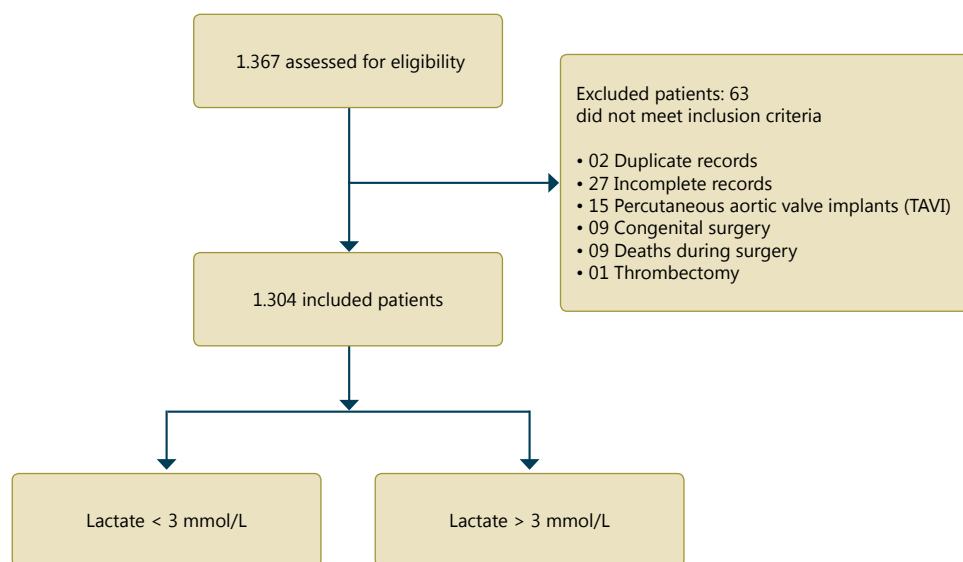 1.367 assessed for eligibility
Excluded patients: 63
did not meet inclusion criteria
• 02 Duplicate records
• 27 Incomplete records
• 15 Percutaneous aortic valve implants (TAVI)
• 09 Congenital surgery
• 09 Deaths during surgery
• 01 Thrombectomy
1.304 included patients
Lactate < 3 mmol/L
Lactate > 3 mmol/L